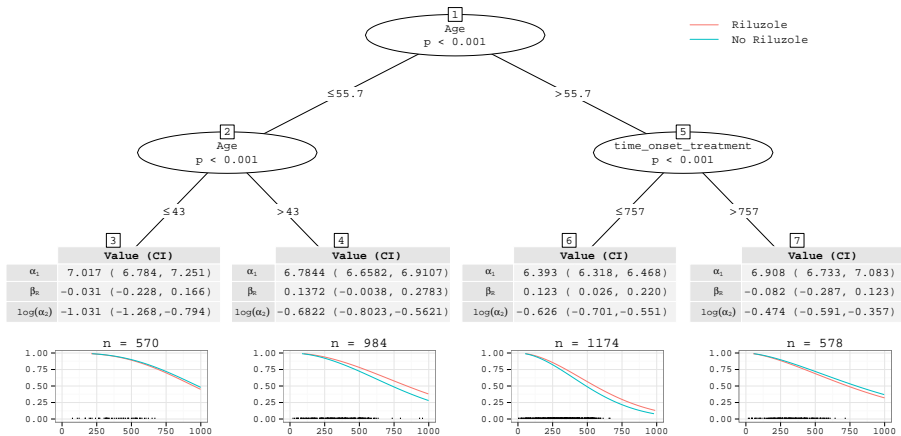 1
Age
p < 0.001
Riluzole
No Riluzole
≤55.7
>55.7
2
Age
p < 0.001
5
time_onset_treatment
p < 0.001
≤43
>43
≤757
>757
3
Value (CI)
α₁ 7.017 ( 6.784, 7.251)
βR −0.031 (−0.228, 0.166)
log(α₂) −1.031 (−1.268,−0.794)
4
Value (CI)
α₁ 6.7844 ( 6.6582, 6.9107)
βR 0.1372 (−0.0038, 0.2783)
log(α₂) −0.6822 (−0.8023,−0.5621)
6
Value (CI)
α₁ 6.393 ( 6.318, 6.468)
βR 0.123 ( 0.026, 0.220)
log(α₂) −0.626 (−0.701,−0.551)
7
Value (CI)
α₁ 6.908 ( 6.733, 7.083)
βR −0.082 (−0.287, 0.123)
log(α₂) −0.474 (−0.591,−0.357)
n = 570
1.00
0.75
0.50
0.25
0.00
0 250 500 750 1000
n = 984
1.00
0.75
0.50
0.25
0.00
0 250 500 750 1000
n = 1174
1.00
0.75
0.50
0.25
0.00
0 250 500 750 1000
n = 578
1.00
0.75
0.50
0.25
0.00
0 250 500 750 1000